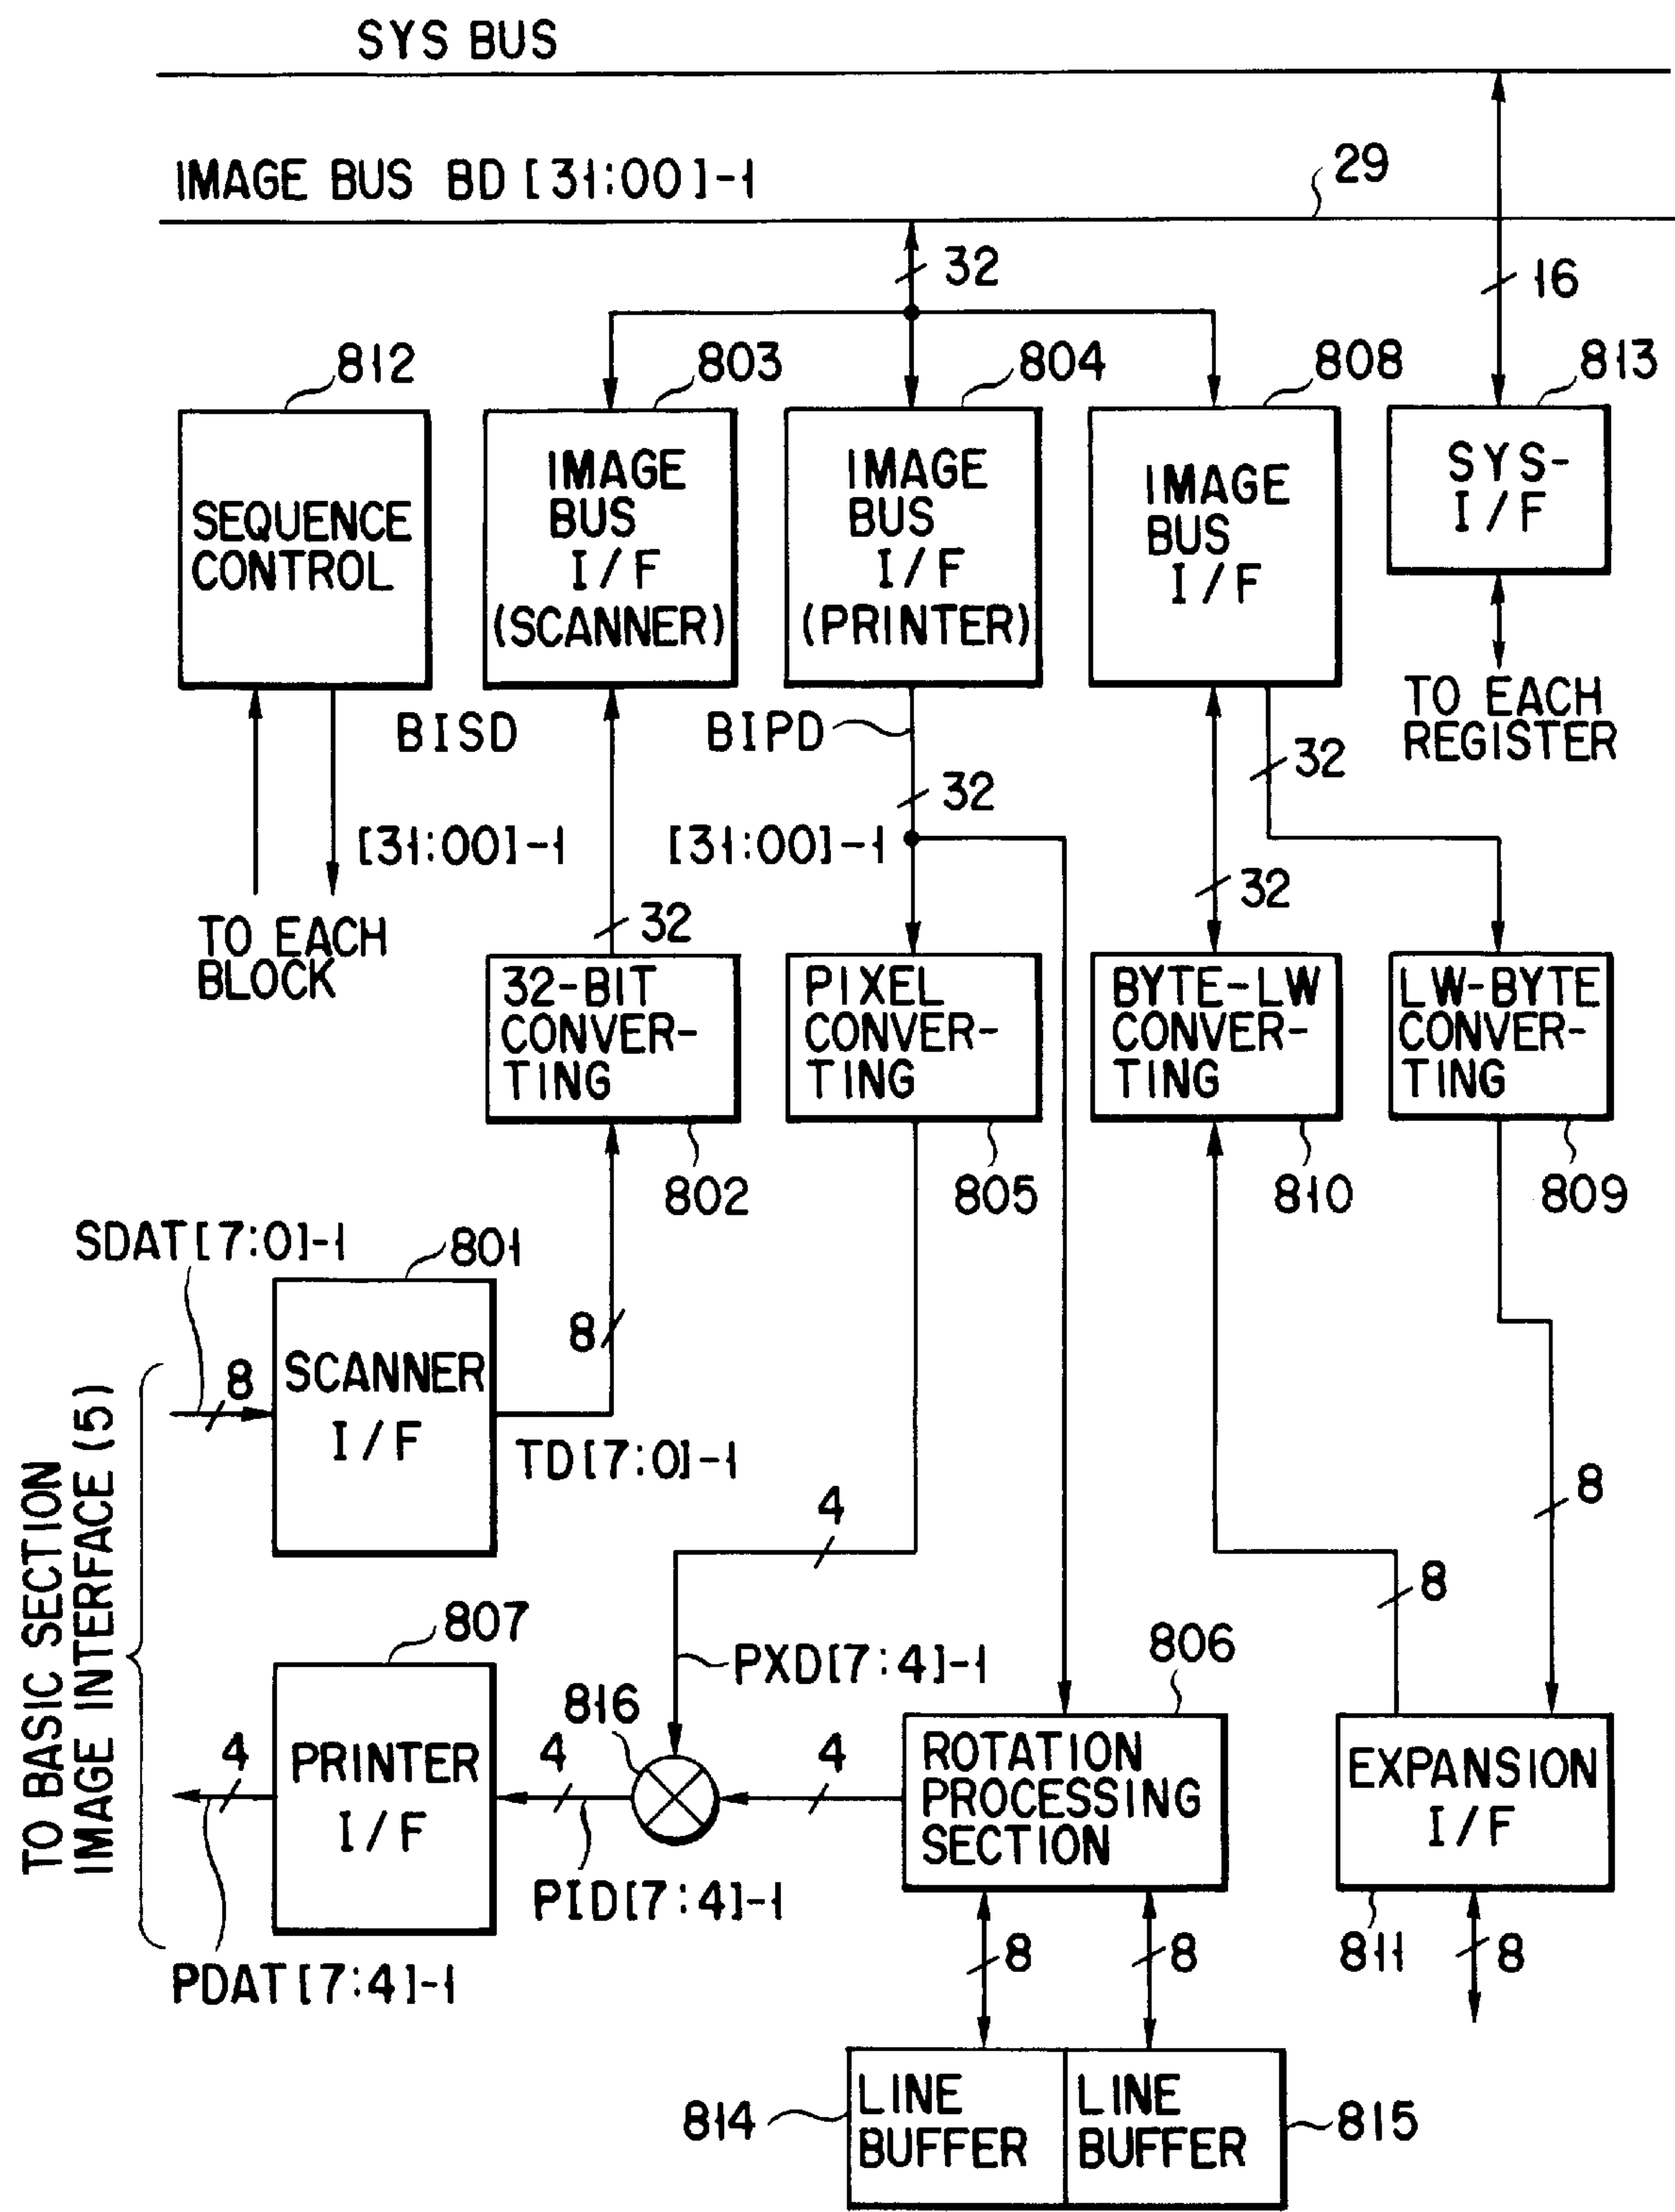 SYS BUS
IMAGE BUS BD [31:00]-1
29
32
16
812
803
804
808
813
SEQUENCE
CONTROL
IMAGE
BUS
I/F
(SCANNER)
IMAGE
BUS
I/F
(PRINTER)
IMAGE
BUS
I/F
SYS-
I/F
TO EACH
REGISTER
BISD
BIPD
32
32
[31:00]-1
[31:00]-1
32
32
TO EACH
BLOCK
32-BIT
CONVER-
TING
PIXEL
CONVER-
TING
BYTE-LW
CONVER-
TING
LW-BYTE
CONVER-
TING
802
805
810
809
SDAT[7:0]-1
801
8
8
SCANNER
I/F
TD[7:0]-1
4
8
8
TO BASIC SECTION
IMAGE INTERFACE (5)
807
PXD[7:4]-1
806
816
4
PRINTER
I/F
4
4
ROTATION
PROCESSING
SECTION
EXPANSION
I/F
PID[7:4]-1
PDAT[7:4]-1
8
8
811
8
814
LINE
BUFFER
LINE
BUFFER
815